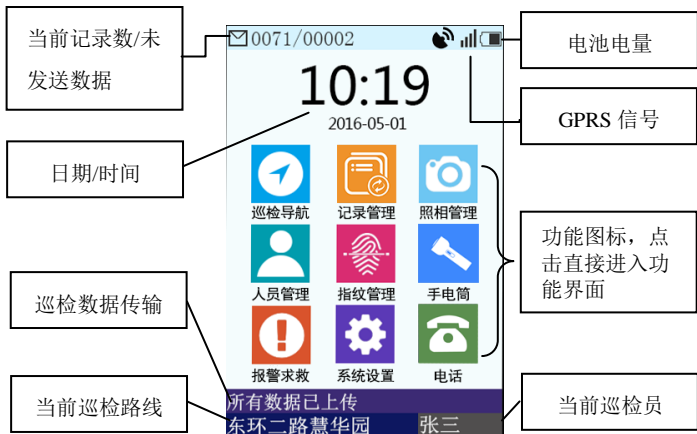 当前记录数/未
发送数据
0071/00002
电池电量
10:19
2016-05-01
GPRS 信号
日期/时间
巡检导航 记录管理 照相管理
人员管理 指纹管理 手电筒
功能图标，点
击直接进入功
能界面
巡检数据传输
报警求救 系统设置 电话
所有数据已上传
当前巡检路线
东环二路慧华园 张三
当前巡检员